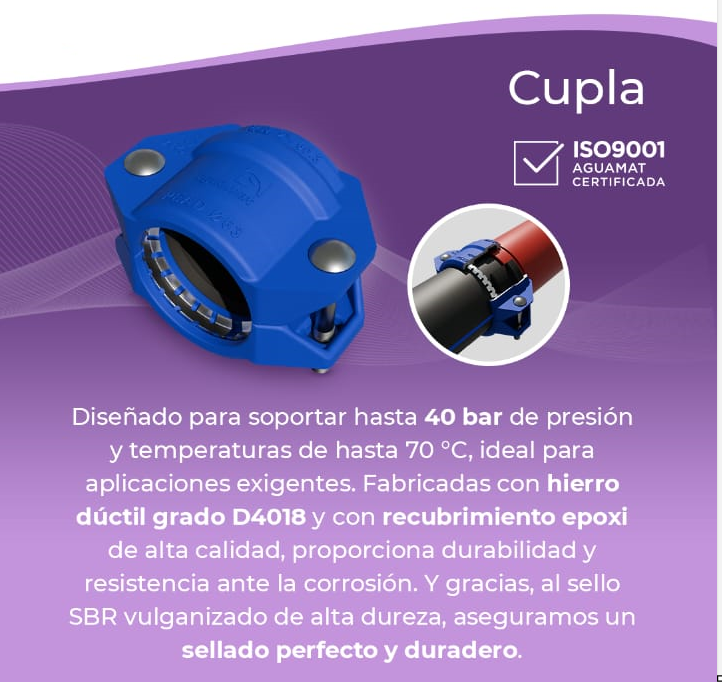 Cupla
ISO9001
AGUAMAT
CERTIFICADA
Diseñado para soportar hasta 40 bar de presión
y temperaturas de hasta 70 °C, ideal para
aplicaciones exigentes. Fabricadas con hierro
dúctil grado D4018 y con recubrimiento epoxi
de alta calidad, proporciona durabilidad y
resistencia ante la corrosión. Y gracias, al sello
SBR vulganizado de alta dureza, aseguramos un
sellado perfecto y duradero.